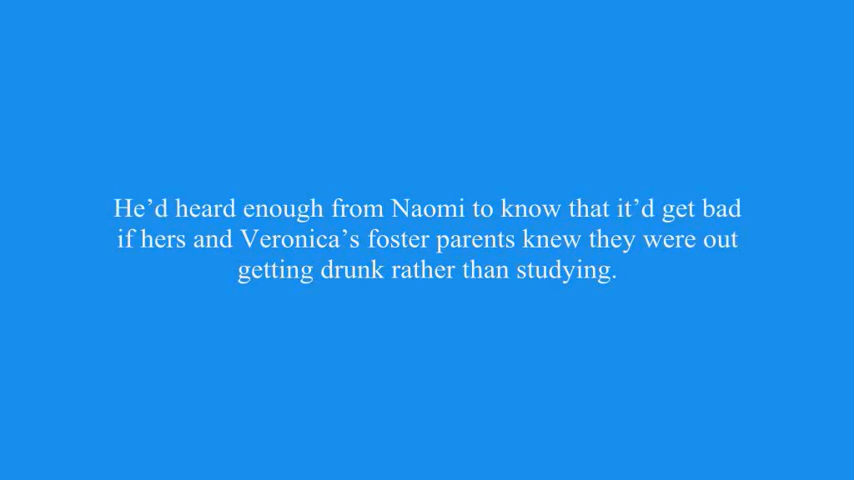 He’d heard enough from Naomi to know that it’d get bad
if hers and Veronica’s foster parents knew they were out
getting drunk rather than studying.